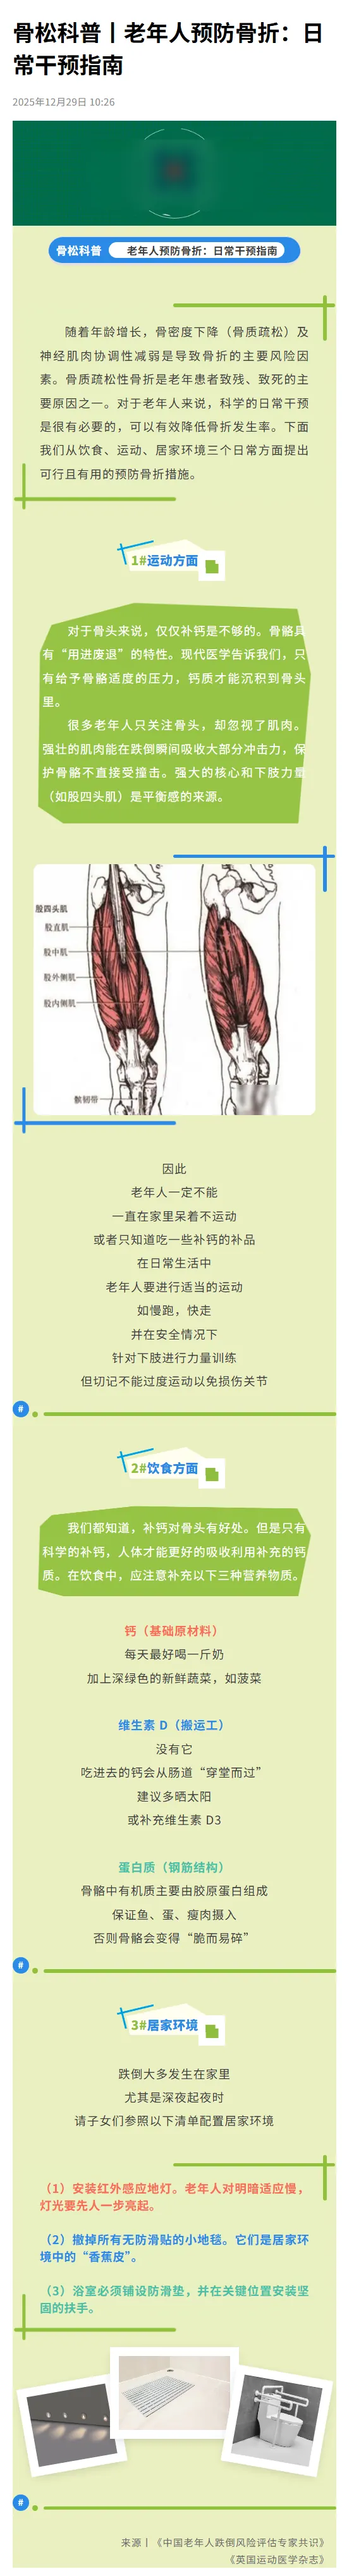 骨松科普丨老年人预防骨折：日
常干预指南
2025年12月29日 10:26
骨松科普 老年人预防骨折：日常干预指南
随着年龄增长，骨密度下降（骨质疏松）及
神经肌肉协调性减弱是导致骨折的主要风险因
素。骨质疏松性骨折是老年患者致残、致死的主
要原因之一。对于老年人来说，科学的日常干预
是很有必要的，可以有效降低骨折发生率。下面
我们从饮食、运动、居家环境三个日常方面提出
可行且有用的预防骨折措施。
1#运动方面
对于骨头来说，仅仅补钙是不够的。骨骼具
有“用进废退”的特性。现代医学告诉我们，只
有给予骨骼适度的压力，钙质才能沉积到骨头
里。
很多老年人只关注骨头，却忽视了肌肉。
强壮的肌肉能在跌倒瞬间吸收大部分冲击力，保
护骨骼不直接受撞击。强大的核心和下肢力量
（如股四头肌）是平衡感的来源。
股四头肌
股直肌
股中肌
股外侧肌
股内侧肌
髌韧带
因此
老年人一定不能
一直在家里呆着不运动
或者只知道吃一些补钙的补品
在日常生活中
老年人要进行适当的运动
如慢跑，快走
并在安全情况下
针对下肢进行力量训练
但切记不能过度运动以免损伤关节
#
2#饮食方面
我们都知道，补钙对骨头有好处。但是只有
科学的补钙，人体才能更好的吸收利用补充的钙
质。在饮食中，应注意补充以下三种营养物质。
钙（基础原材料）
每天最好喝一斤奶
加上深绿色的新鲜蔬菜，如菠菜
维生素 D（搬运工）
没有它
吃进去的钙会从肠道“穿堂而过”
建议多晒太阳
或补充维生素 D3
蛋白质（钢筋结构）
骨骼中有机质主要由胶原蛋白组成
保证鱼、蛋、瘦肉摄入
否则骨骼会变得“脆而易碎”
#
3#居家环境
跌倒大多发生在家里
尤其是深夜起夜时
请子女们参照以下清单配置居家环境
（1）安装红外感应地灯。老年人对明暗适应慢，
灯光要先人一步亮起。
（2）撤掉所有无防滑贴的小地毯。它们是居家环
境中的“香蕉皮”。
（3）浴室必须铺设防滑垫，并在关键位置安装坚
固的扶手。
#
来源丨《中国老年人跌倒风险评估专家共识》
《英国运动医学杂志》